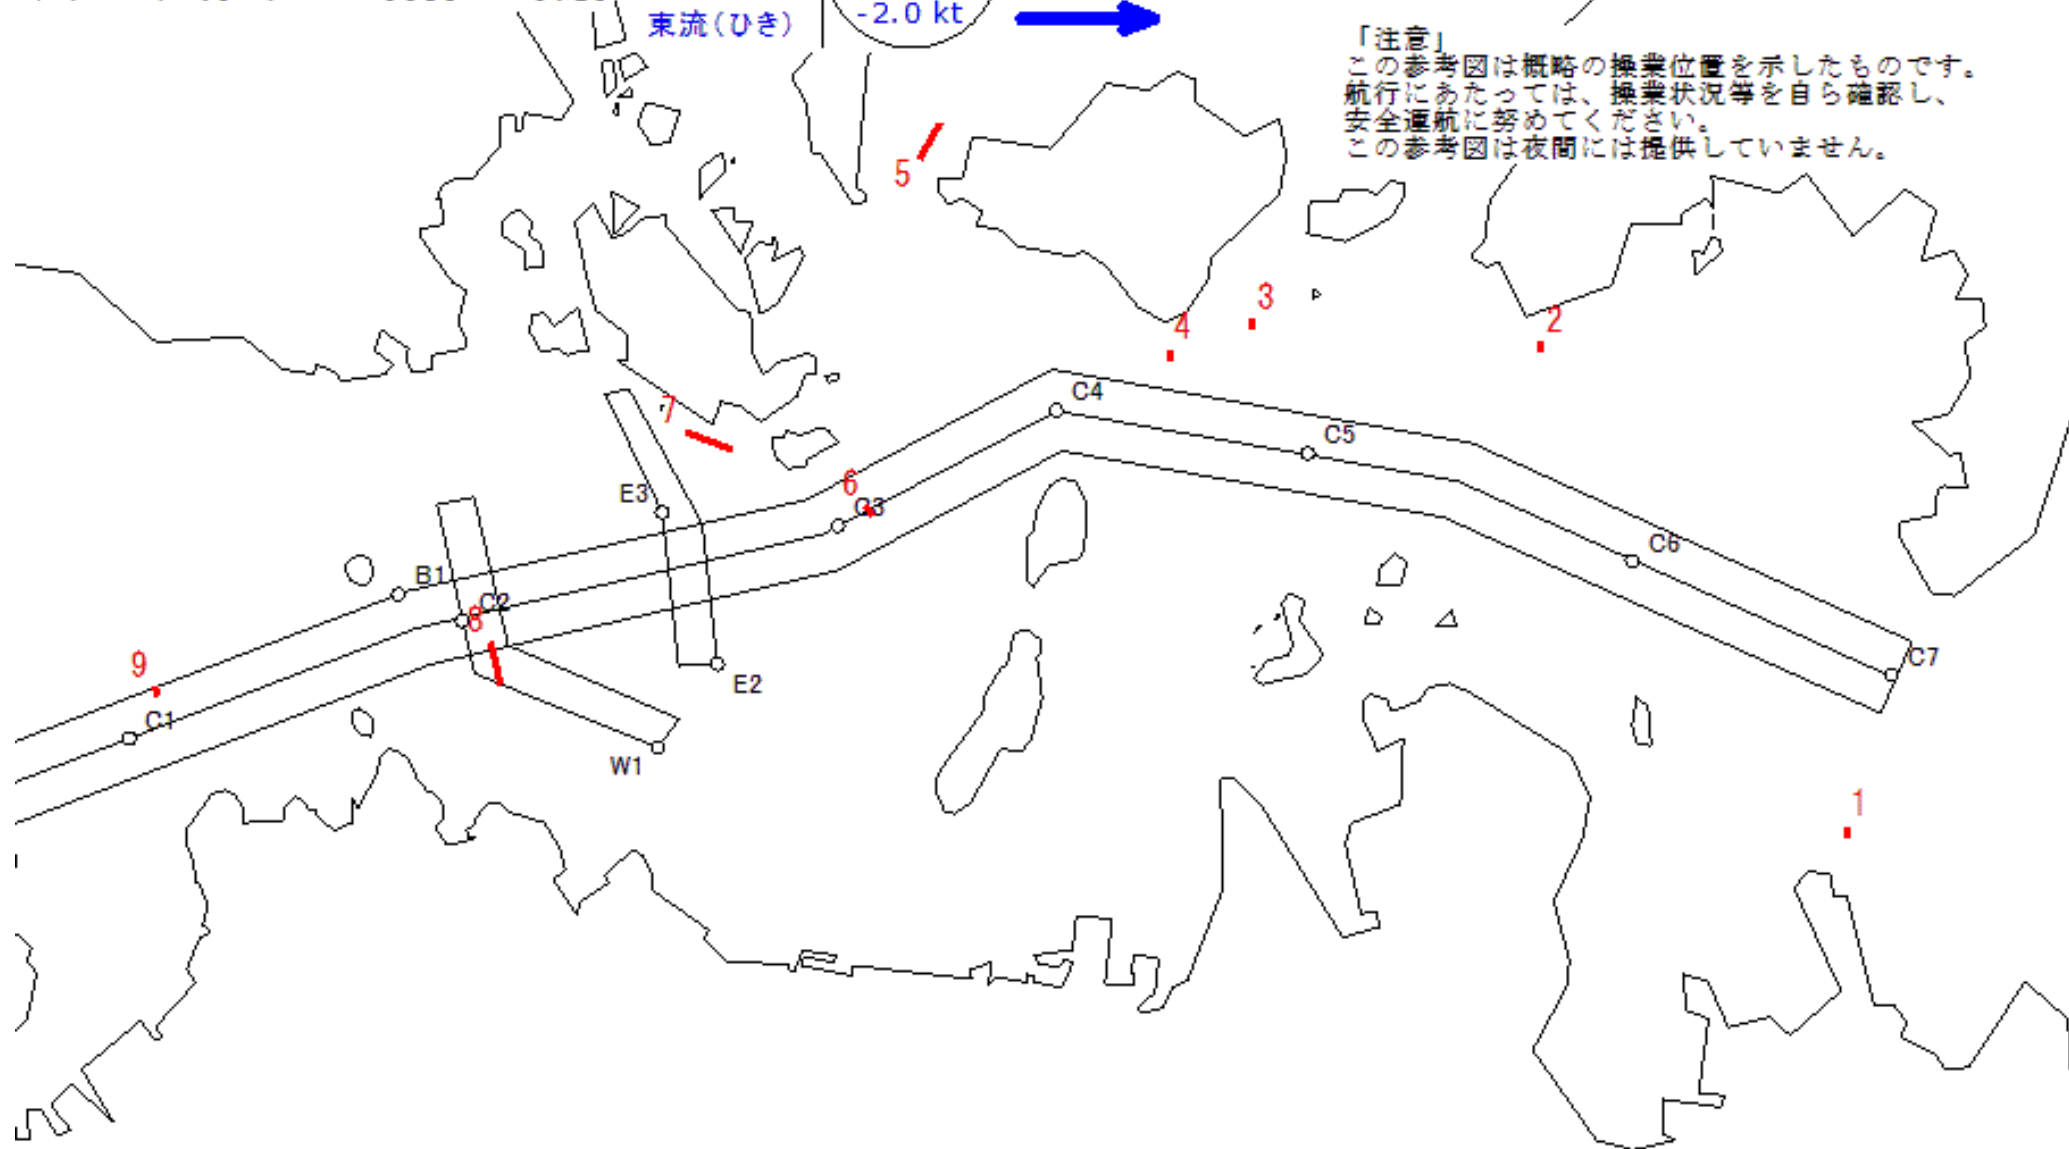 東流(ひき)
-2.0 kt
「注意」
この参考図は概略の操業位置を示したものです。
航行にあたっては、操業状況等を自ら確認し、
安全運航に努めてください。
この参考図は夜間には提供していません。
5
3
4
2
C4
7
C5
6
E3
C3
C6
B1
C2
8
9
C7
E2
C1
W1
1